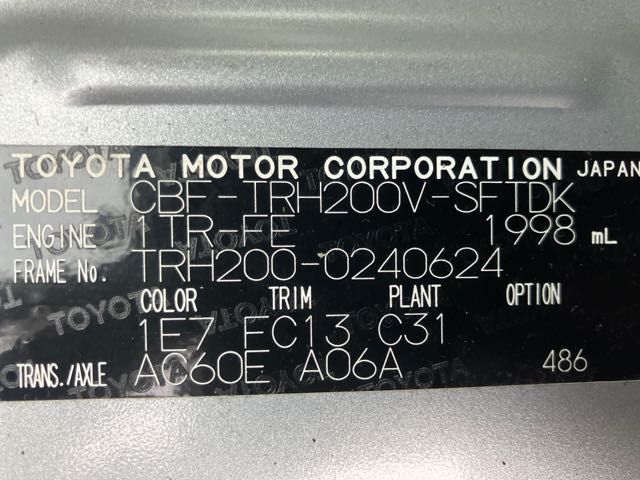 TOYOTA MOTOR CORPORATION JAPAN
MODEL CBF-TRH200V-SFTDK
ENGINE 1TR-FE 1998 mL
FRAME No. TRH200-0240624
COLOR TRIM PLANT OPTION
1E7 FC13 C31
TRANS./AXLE AC60E A06A 486